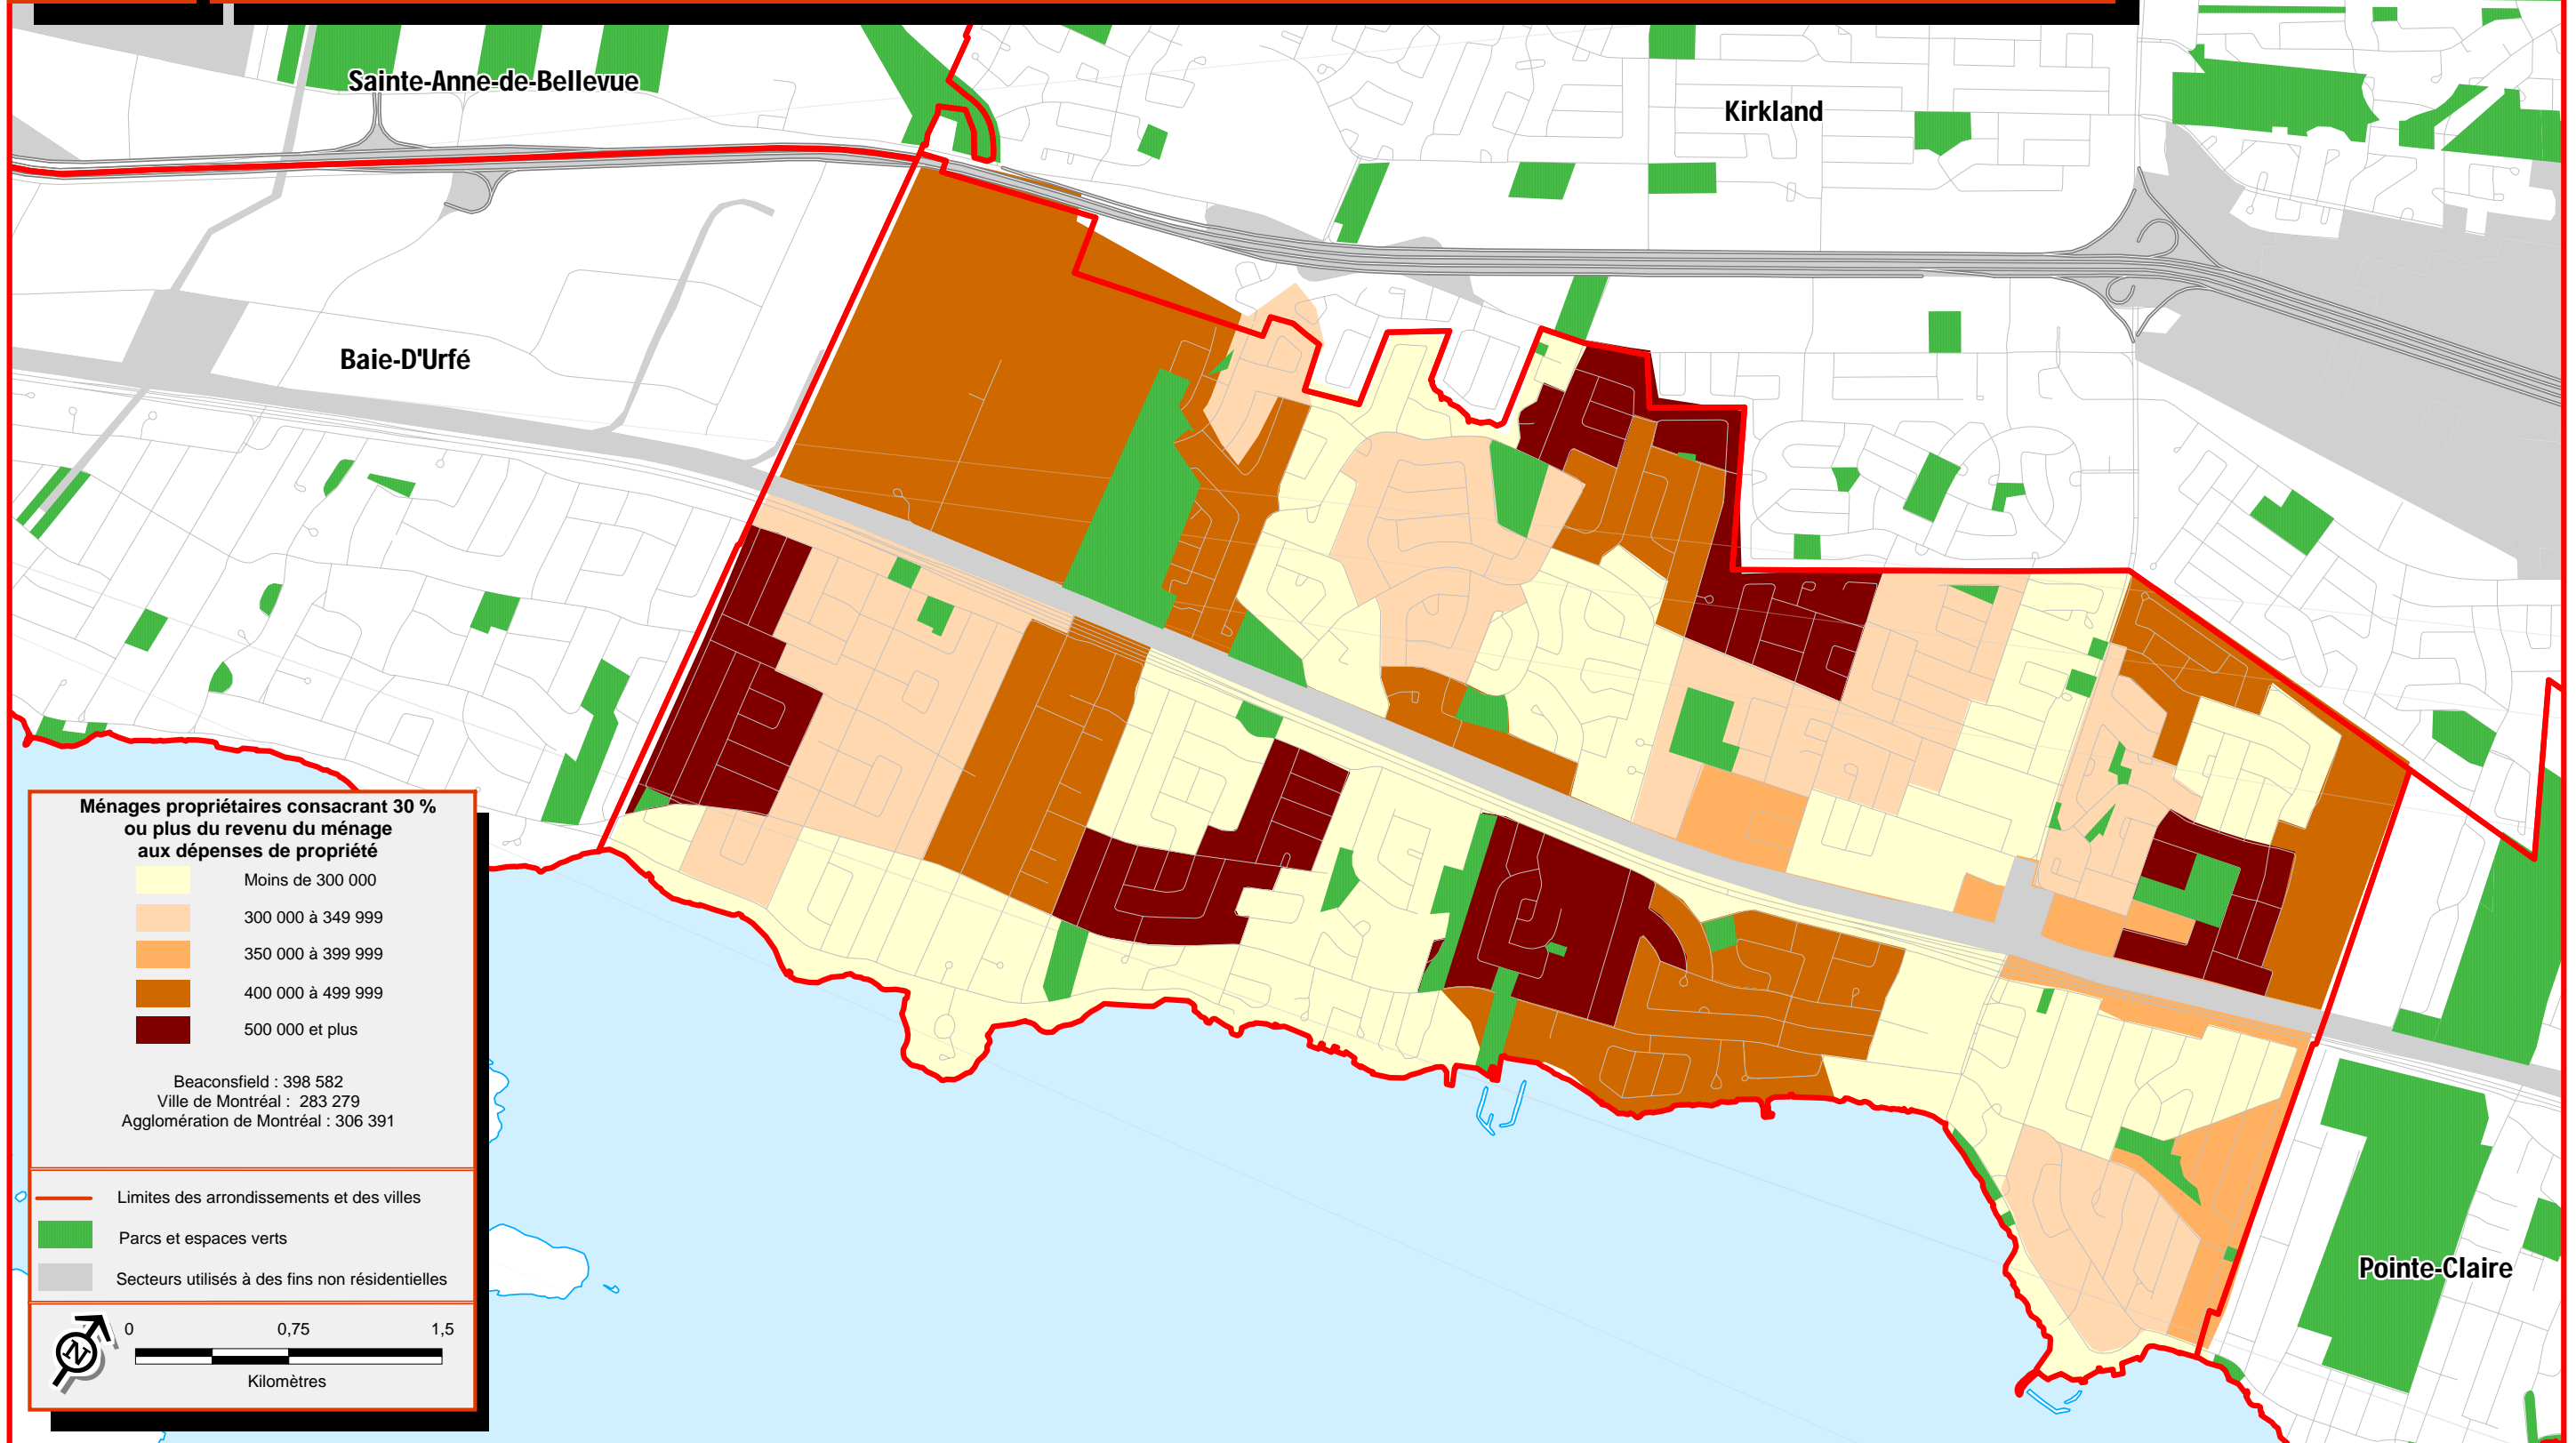 Sainte-Anne-de-Bellevue
Kirkland
Baie-D'Urfé
Pointe-Claire
Ménages propriétaires consacrant 30 %
ou plus du revenu du ménage
aux dépenses de propriété
Moins de 300 000
300 000 à 349 999
350 000 à 399 999
400 000 à 499 999
500 000 et plus
Beaconsfield : 398 582
Ville de Montréal : 283 279
Agglomération de Montréal : 306 391
Limites des arrondissements et des villes
Parcs et espaces verts
Secteurs utilisés à des fins non résidentielles
N
0 0,75 1,5
Kilomètres